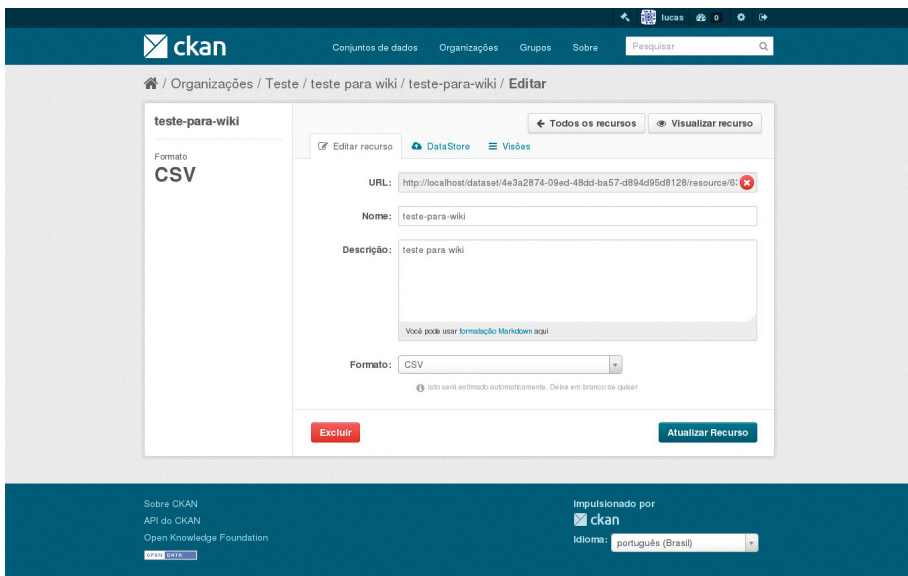 lucas 0
ckan
Conjuntos de dados Organizações Grupos Sobre Pesquisar
/ Organizações / Teste / teste para wiki / teste-para-wiki / Editar
teste-para-wiki
Formato
CSV
Todos os recursos Visualizar recurso
Editar recurso DataStore Visões
URL: http://localhost/dataset/4e3a2874-09ed-48dd-ba57-d894d95d8128/resource/6
Nome: teste-para-wiki
Descrição: teste para wiki
Você pode usar formatação Markdown aqui
Formato: CSV
Isto será estimado automaticamente. Deixe em branco se quiser
Excluir Atualizar Recurso
Sobre CKAN
API do CKAN
Open Knowledge Foundation
OPEN DATA
Impulsionado por
ckan
Idioma: português (Brasil)